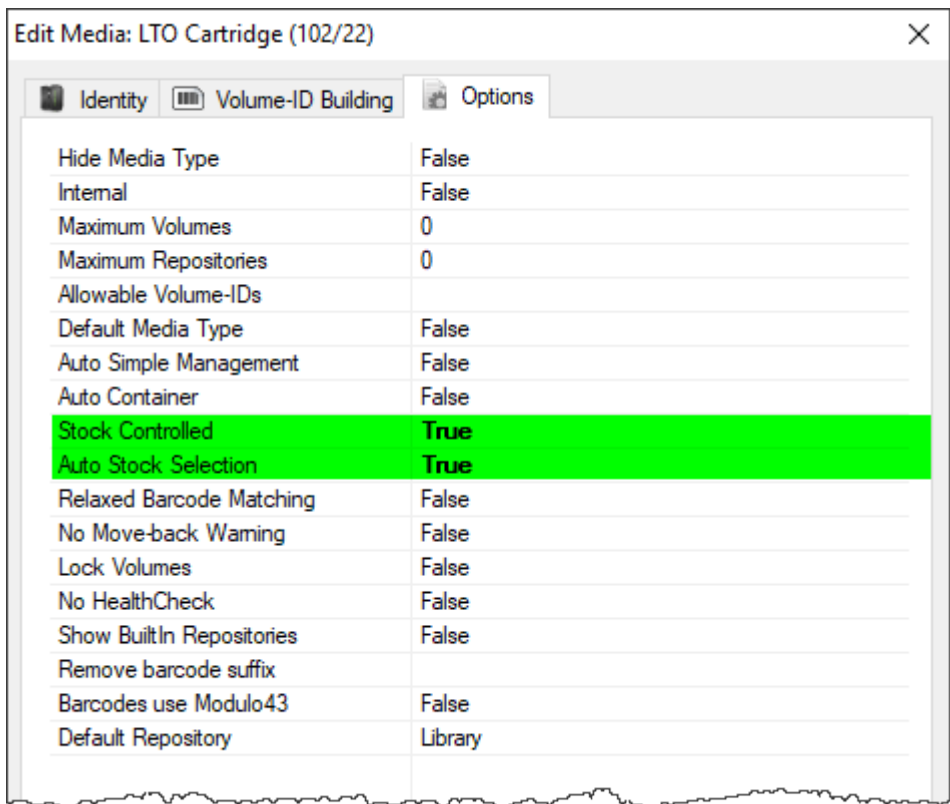 Edit Media: LTO Cartridge (102/22)
Identity Volume-ID Building Options
Hide Media Type False
Internal False
Maximum Volumes 0
Maximum Repositories 0
Allowable Volume-IDs
Default Media Type False
Auto Simple Management False
Auto Container False
Stock Controlled True
Auto Stock Selection True
Relaxed Barcode Matching False
No Move-back Warning False
Lock Volumes False
No HealthCheck False
Show BuiltIn Repositories False
Remove barcode suffix
Barcodes use Modulo43 False
Default Repository Library